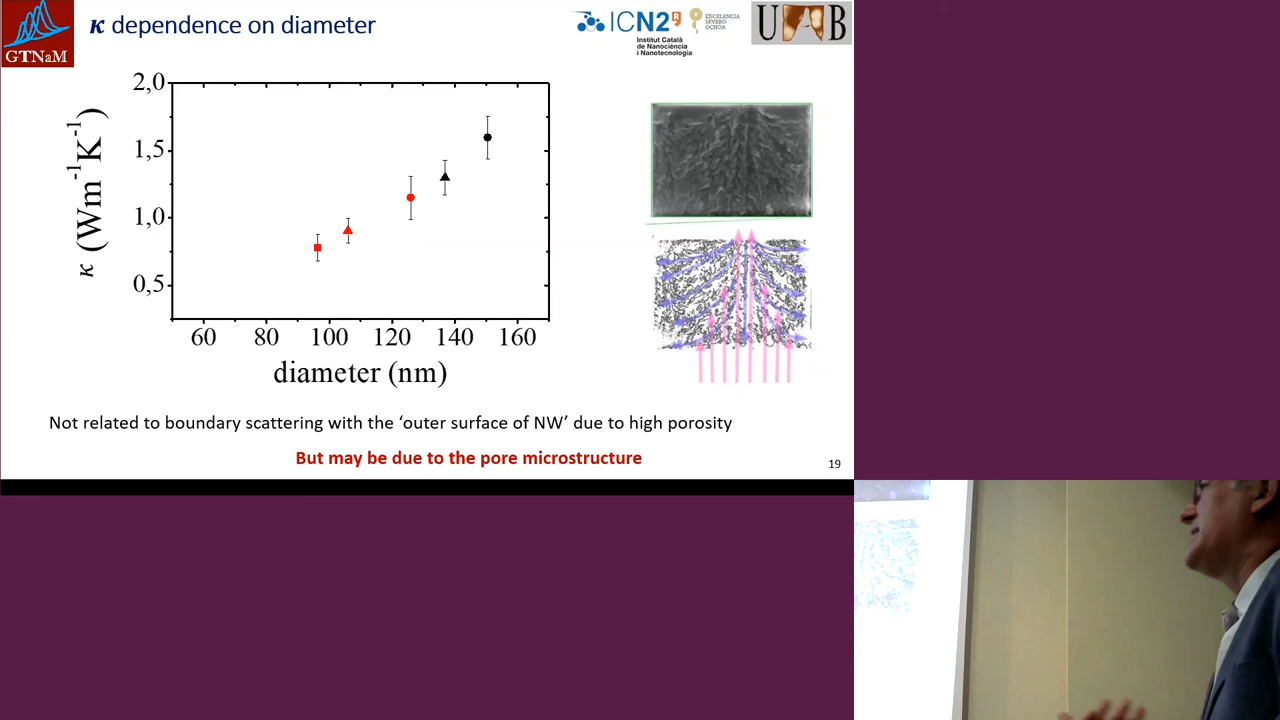 GTNaM
κ dependence on diameter
ICN2R
Institut Català
de Nanociència
i Nanotecnologia
EXCELENCIA
SEVERO
OCHOA
U B
κ (Wm-1K-1)
2,0
1,5
1,0
0,5
60 80 100 120 140 160
diameter (nm)
Not related to boundary scattering with the ‘outer surface of NW’ due to high porosity
But may be due to the pore microstructure
19